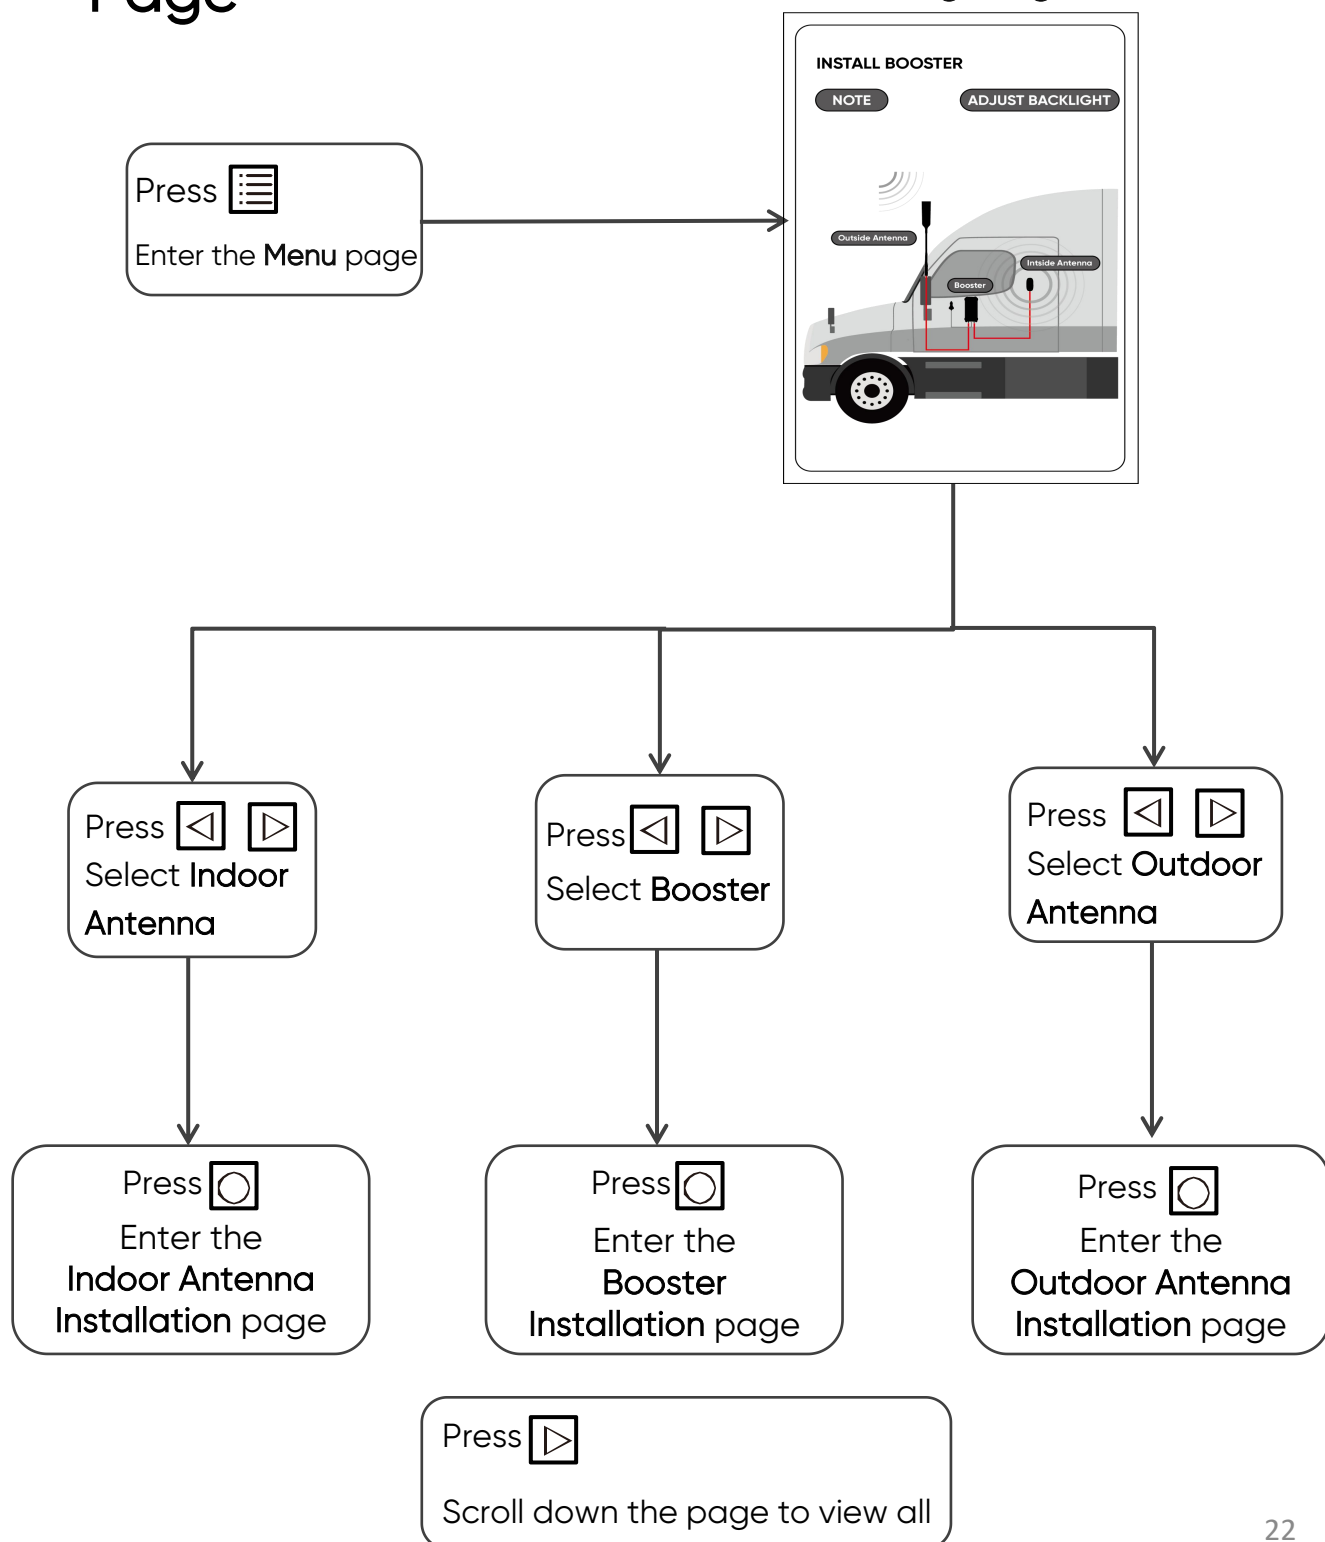 Page
INSTALL BOOSTER
NOTE
ADJUST BACKLIGHT
Outside Antenna
Intside Antenna
Booster
Press
Enter the Menu page
Press
Select Indoor
Antenna
Press
Select Booster
Press
Select Outdoor
Antenna
Press
Enter the
Indoor Antenna
Installation page
Press
Enter the
Booster
Installation page
Press
Enter the
Outdoor Antenna
Installation page
Press
Scroll down the page to view all
22